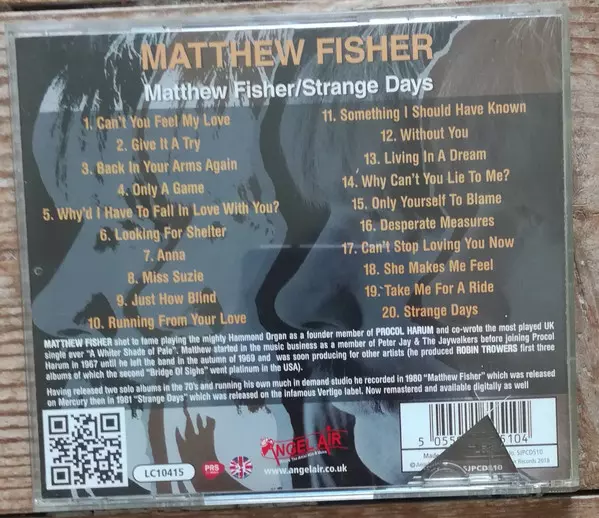 MATTHEW FISHER
Matthew Fisher/Strange Days
1. Can't You Feel My Love
2. Give It A Try
3. Back In Your Arms Again
4. Only A Game
5. Why'd I Have To Fall In Love With You?
6. Looking For Shelter
7. Anna
8. Miss Suzie
9. Just How Blind
10. Running From Your Love
11. Something I Should Have Known
12. Without You
13. Living In A Dream
14. Why Can't You Lie To Me?
15. Only Yourself To Blame
16. Desperate Measures
17. Can't Stop Loving You Now
18. She Makes Me Feel
19. Take Me For A Ride
20. Strange Days
MATTHEW FISHER shot to fame playing the mighty Hammond Organ as a founder member of PROCOL HARUM and co-wrote the most played UK
single ever "A Whiter Shade of Pale". Matthew started in the music business as a member of Peter Jay & The Jaywalkers before joining Procol
Harum in 1967 until he left the band in the autumn of 1969 and was soon producing for other artists (he produced ROBIN TROWERS first three
albums of which the second "Bridge Of Sighs" went platinum in the USA).
Having released two solo albums in the 70's and running his own much in demand studio he recorded in 1980 "Matthew Fisher" which was released
on Mercury then in 1981 "Strange Days" which was released on the infamous Vertigo label. Now remastered and available digitally as well
LC10415
PRS
ANGEL AIR
www.angelair.co.uk
5 055
6104
SJPCD510
Records 2018
SJPCD510